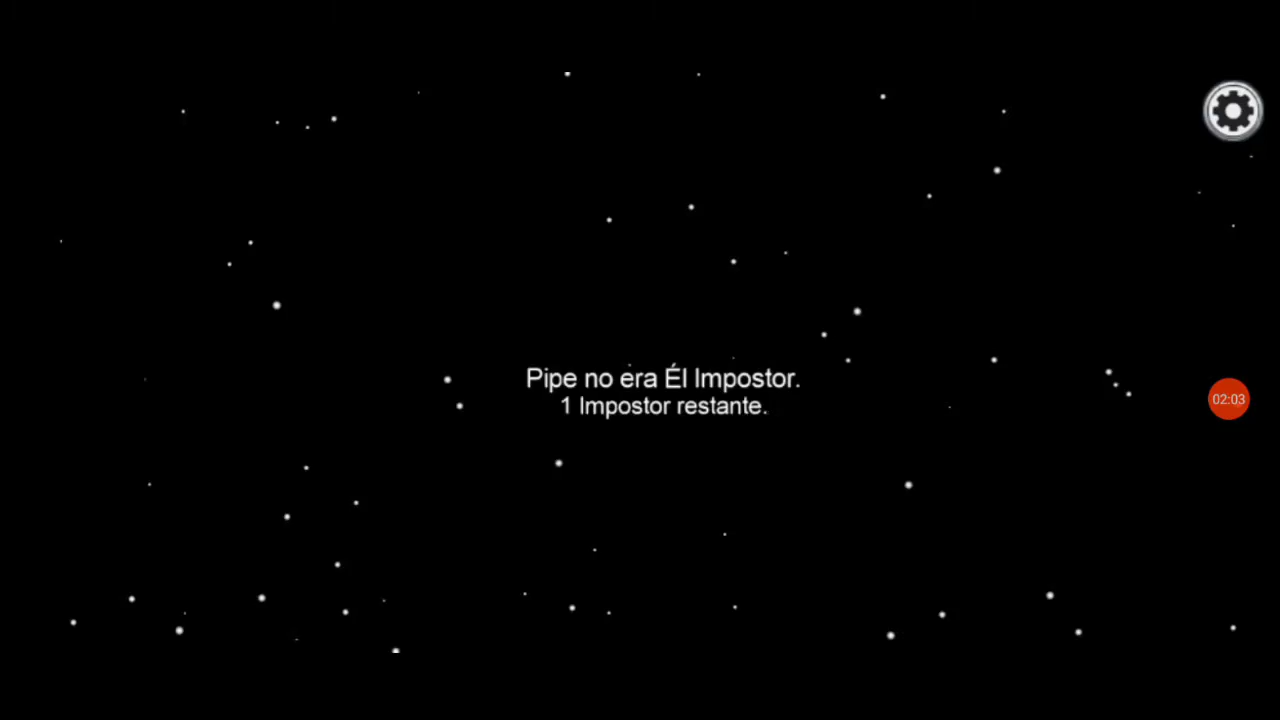 Pipe no era Él Impostor.
1 Impostor restante.
02:03